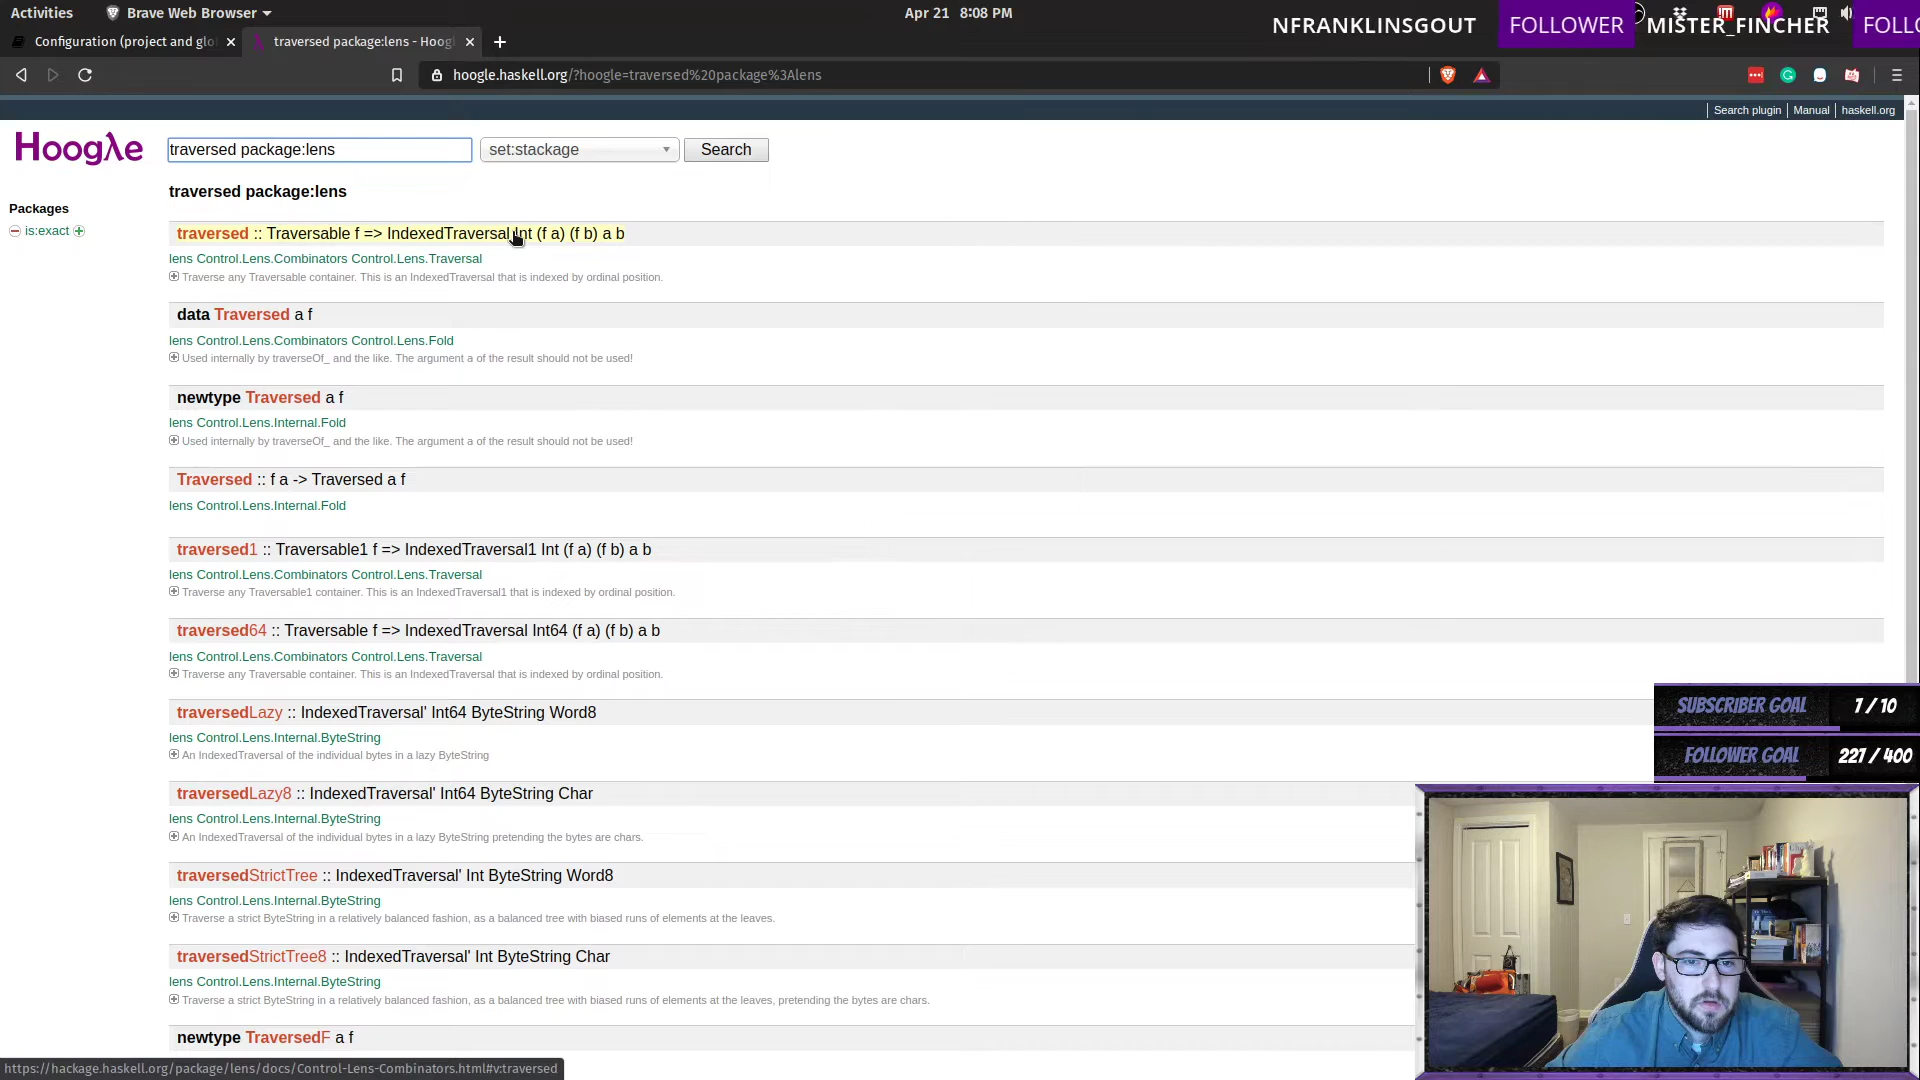 Activities
Brave Web Browser
Apr 21 8:08 PM
NFRANKLINSGOUT
FOLLOWER
MISTER_FINCHER
FOLLO
Configuration (project and glo
traversed package:lens - Hoog
hoogle.haskell.org/?hoogle=traversed%20package%3Alens
Search plugin
Manual
haskell.org
Hoogλe
traversed package:lens
set:stackage
Search
traversed package:lens
Packages
is:exact
traversed :: Traversable f => IndexedTraversal Int (f a) (f b) a b
lens Control.Lens.Combinators Control.Lens.Traversal
Traverse any Traversable container. This is an IndexedTraversal that is indexed by ordinal position.
data Traversed a f
lens Control.Lens.Combinators Control.Lens.Fold
Used internally by traverseOf_ and the like. The argument a of the result should not be used!
newtype Traversed a f
lens Control.Lens.Internal.Fold
Used internally by traverseOf_ and the like. The argument a of the result should not be used!
Traversed :: f a -> Traversed a f
lens Control.Lens.Internal.Fold
traversed1 :: Traversable1 f => IndexedTraversal1 Int (f a) (f b) a b
lens Control.Lens.Combinators Control.Lens.Traversal
Traverse any Traversable1 container. This is an IndexedTraversal1 that is indexed by ordinal position.
traversed64 :: Traversable f => IndexedTraversal Int64 (f a) (f b) a b
lens Control.Lens.Combinators Control.Lens.Traversal
Traverse any Traversable container. This is an IndexedTraversal that is indexed by ordinal position.
traversedLazy :: IndexedTraversal' Int64 ByteString Word8
lens Control.Lens.Internal.ByteString
An IndexedTraversal of the individual bytes in a lazy ByteString
traversedLazy8 :: IndexedTraversal' Int64 ByteString Char
lens Control.Lens.Internal.ByteString
An IndexedTraversal of the individual bytes in a lazy ByteString pretending the bytes are chars.
traversedStrictTree :: IndexedTraversal' Int ByteString Word8
lens Control.Lens.Internal.ByteString
Traverse a strict ByteString in a relatively balanced fashion, as a balanced tree with biased runs of elements at the leaves.
traversedStrictTree8 :: IndexedTraversal' Int ByteString Char
lens Control.Lens.Internal.ByteString
Traverse a strict ByteString in a relatively balanced fashion, as a balanced tree with biased runs of elements at the leaves, pretending the bytes are chars.
newtype TraversedF a f
https://hackage.haskell.org/package/lens/docs/Control-Lens-Combinators.html#v:traversed
SUBSCRIBER GOAL 7 / 10
FOLLOWER GOAL 227 / 400